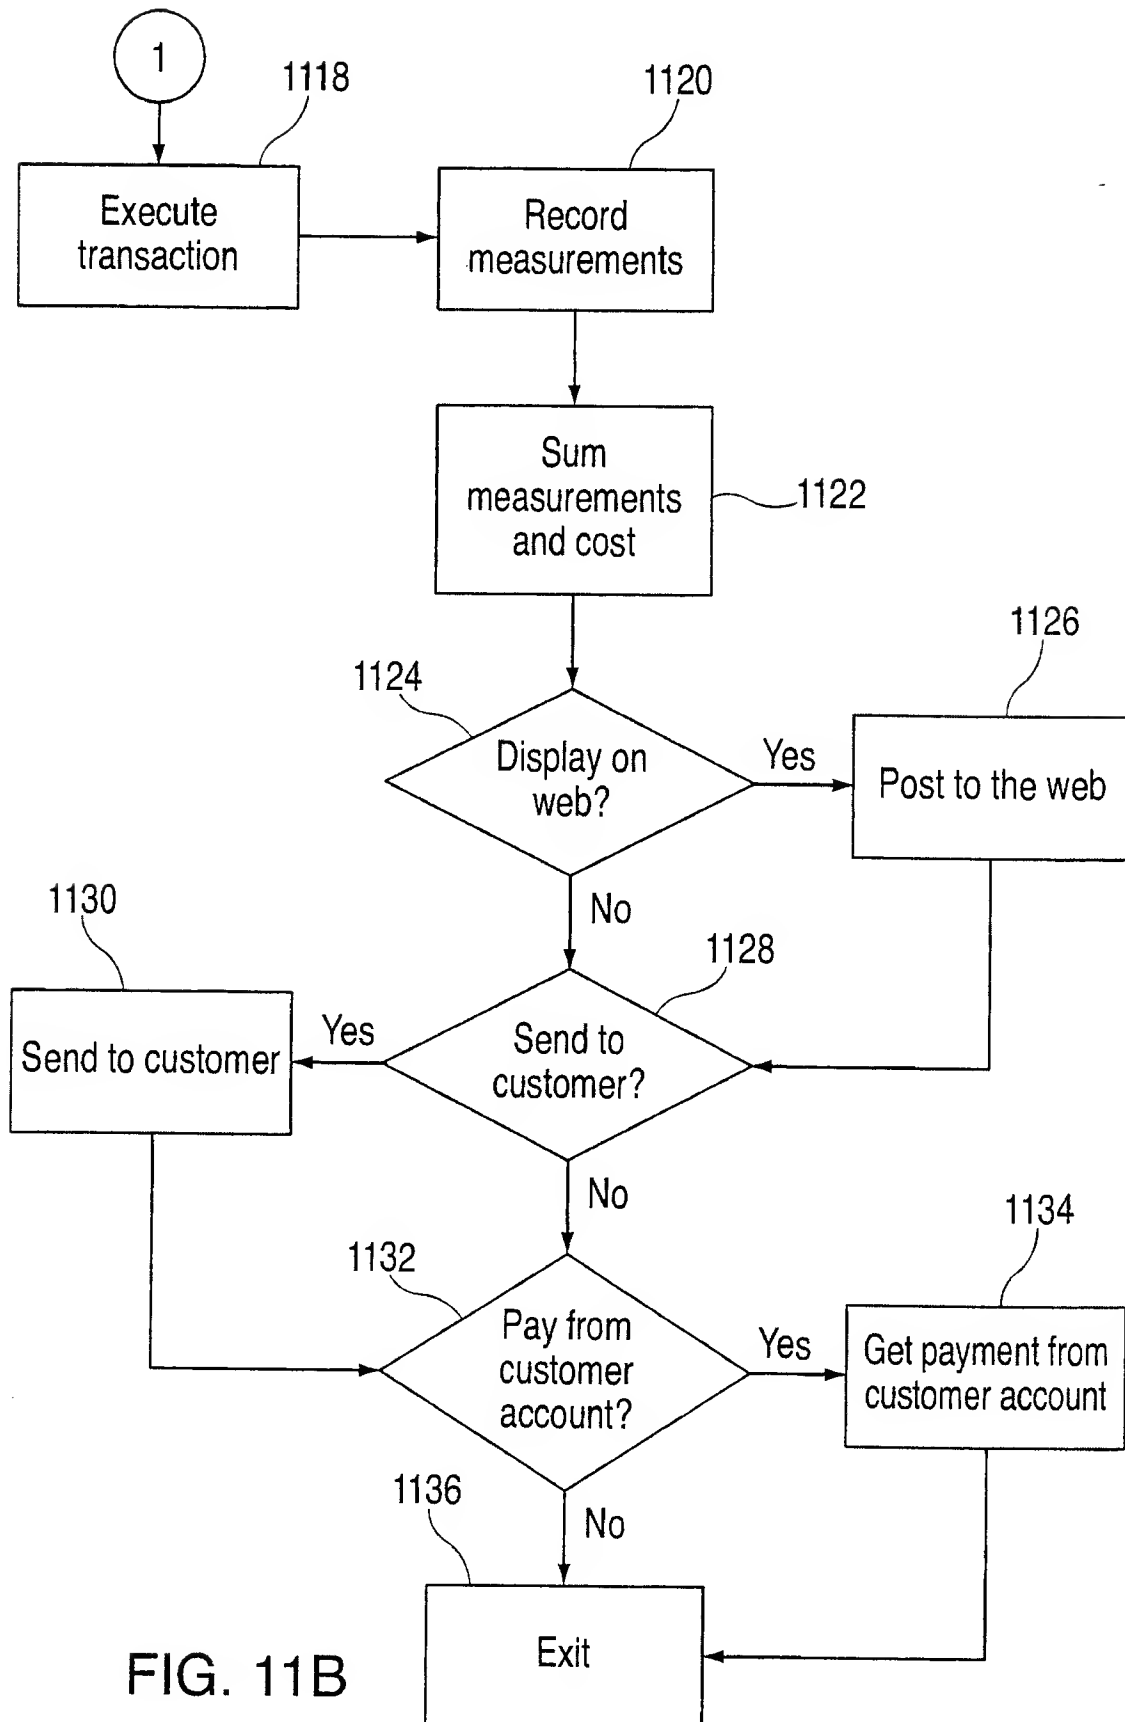 1
1118
1120
Execute
transaction
Record
measurements
Sum
measurements
and cost
1122
1124
1126
Display on
web?
Yes
Post to the web
No
1130
1128
Send to customer
Yes
Send to
customer?
No
1132
1134
Pay from
customer
account?
Yes
Get payment from
customer account
1136
No
Exit
FIG. 11B